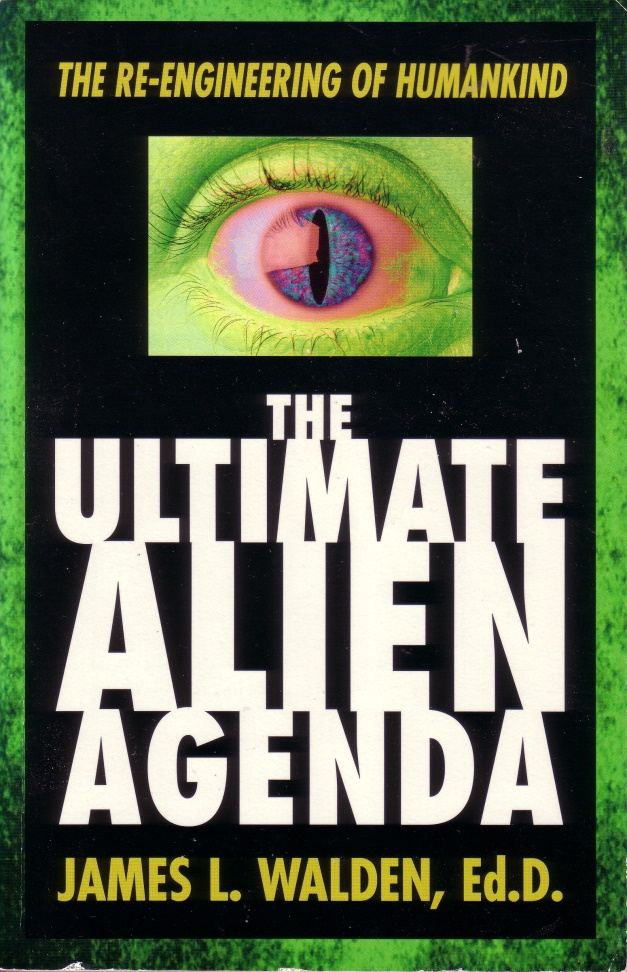 THE RE-ENGINEERING OF HUMANKIND
THE
ULTIMATE
ALIEN
AGENDA
JAMES L. WALDEN, Ed.D.